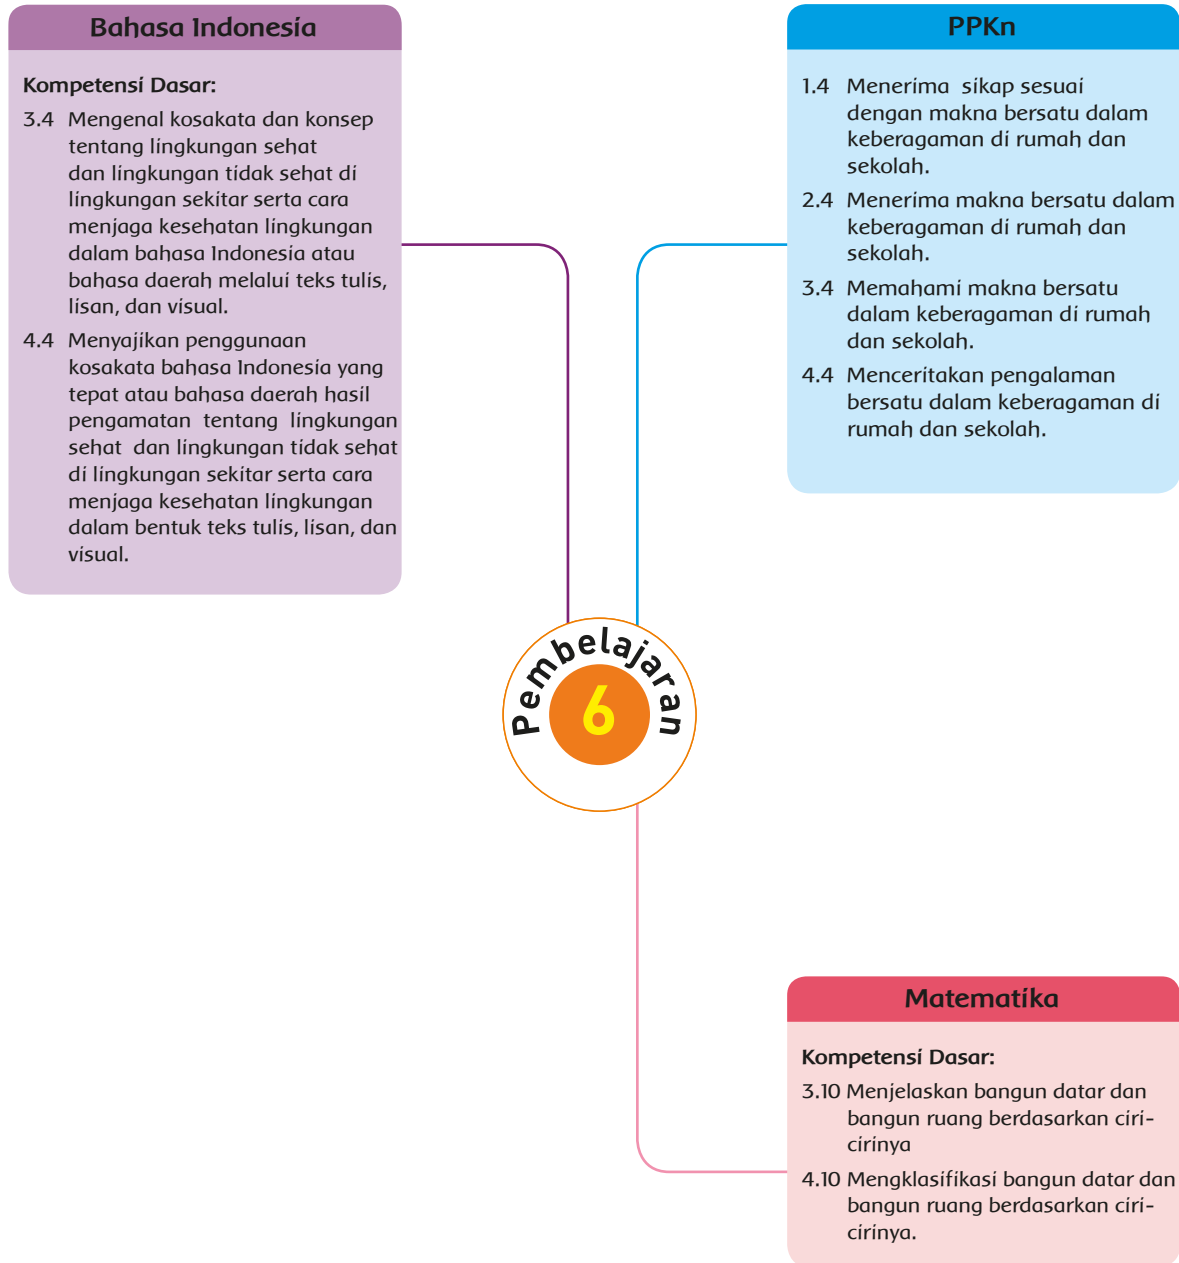 Bahasa Indonesia
Kompetensi Dasar:
3.4 Mengenal kosakata dan konsep
tentang lingkungan sehat
dan lingkungan tidak sehat di
lingkungan sekitar serta cara
menjaga kesehatan lingkungan
dalam bahasa Indonesia atau
bahasa daerah melalui teks tulis,
lisan, dan visual.
4.4 Menyajikan penggunaan
kosakata bahasa Indonesia yang
tepat atau bahasa daerah hasil
pengamatan tentang lingkungan
sehat dan lingkungan tidak sehat
di lingkungan sekitar serta cara
menjaga kesehatan lingkungan
dalam bentuk teks tulis, lisan, dan
visual.
PPKn
1.4 Menerima sikap sesuai
dengan makna bersatu dalam
keberagaman di rumah dan
sekolah.
2.4 Menerima makna bersatu dalam
keberagaman di rumah dan
sekolah.
3.4 Memahami makna bersatu
dalam keberagaman di rumah
dan sekolah.
4.4 Menceritakan pengalaman
bersatu dalam keberagaman di
rumah dan sekolah.
Pembelajaran
6
Matematika
Kompetensi Dasar:
3.10 Menjelaskan bangun datar dan
bangun ruang berdasarkan ciri-
cirinya
4.10 Mengklasifikasi bangun datar dan
bangun ruang berdasarkan ciri-
cirinya.